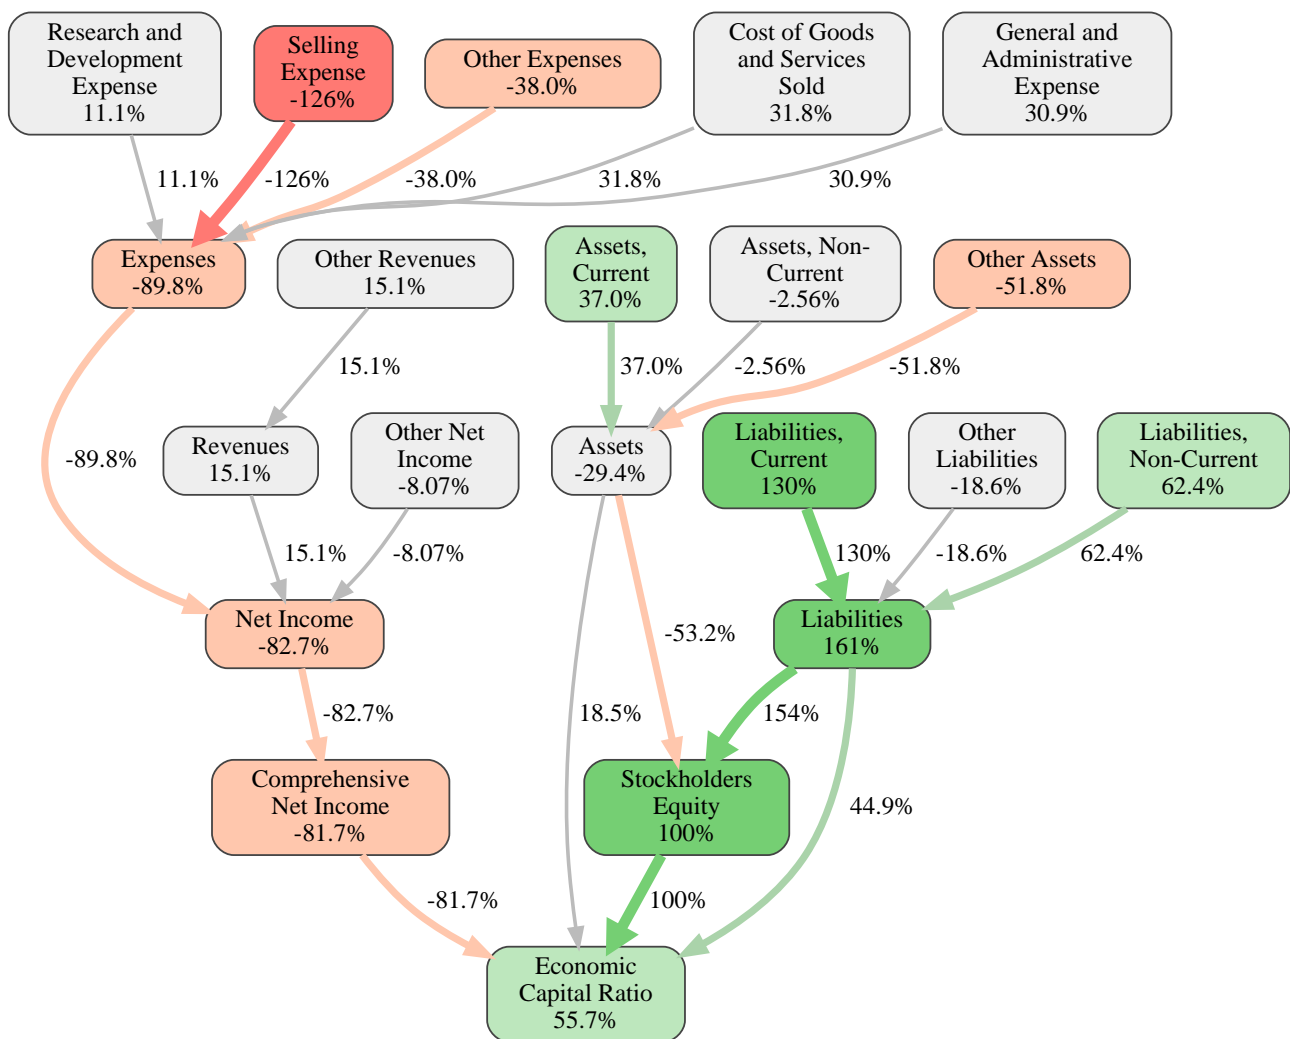 Research and
Development
Expense
11.1%
Selling
Expense
-126%
Other Expenses
-38.0%
Cost of Goods
and Services
Sold
31.8%
General and
Administrative
Expense
30.9%
11.1%
-126%
-38.0%
31.8%
30.9%
Expenses
-89.8%
Other Revenues
15.1%
Assets,
Current
37.0%
Assets, Non-
Current
-2.56%
Other Assets
-51.8%
15.1%
37.0%
-2.56%
-51.8%
-89.8%
Revenues
15.1%
Other Net
Income
-8.07%
Assets
-29.4%
Liabilities,
Current
130%
Other
Liabilities
-18.6%
Liabilities,
Non-Current
62.4%
15.1%
-8.07%
130%
-18.6%
62.4%
Net Income
-82.7%
-53.2%
Liabilities
161%
-82.7%
18.5%
154%
Comprehensive
Net Income
-81.7%
Stockholders
Equity
100%
44.9%
-81.7%
100%
Economic
Capital Ratio
55.7%